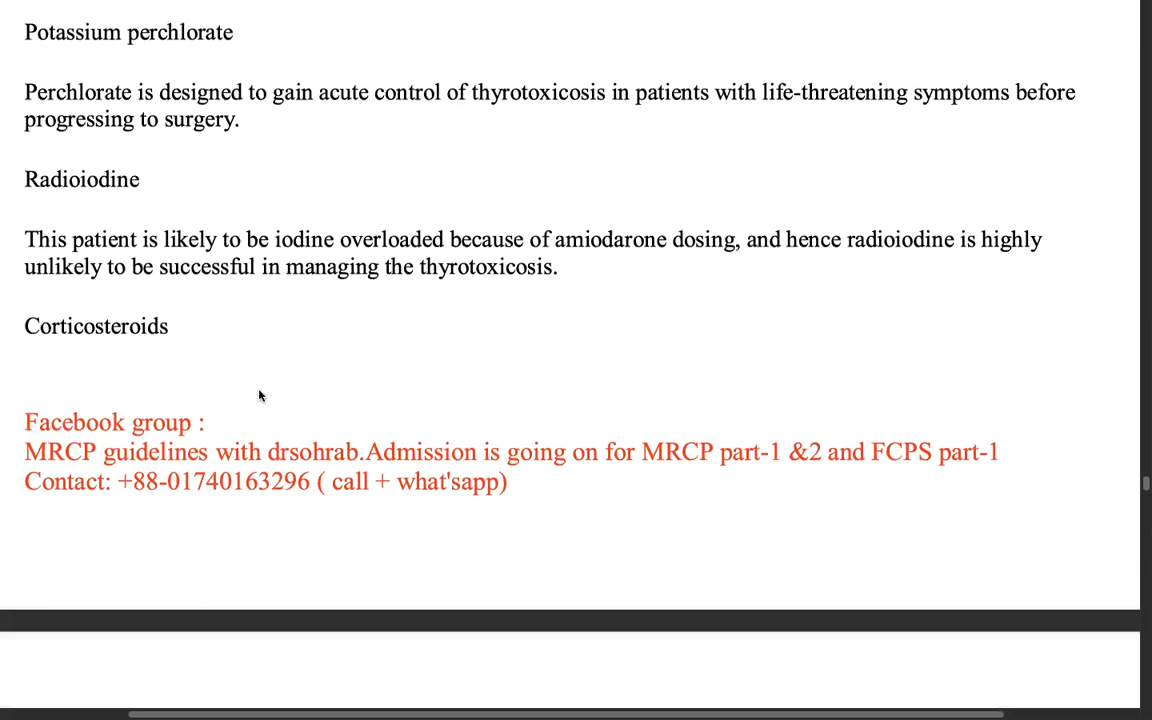 Potassium perchlorate
Perchlorate is designed to gain acute control of thyrotoxicosis in patients with life-threatening symptoms before
progressing to surgery.
Radioiodine
This patient is likely to be iodine overloaded because of amiodarone dosing, and hence radioiodine is highly
unlikely to be successful in managing the thyrotoxicosis.
Corticosteroids
Facebook group :
MRCP guidelines with drsohrab.Admission is going on for MRCP part-1 &2 and FCPS part-1
Contact: +88-01740163296 ( call + what'sapp)